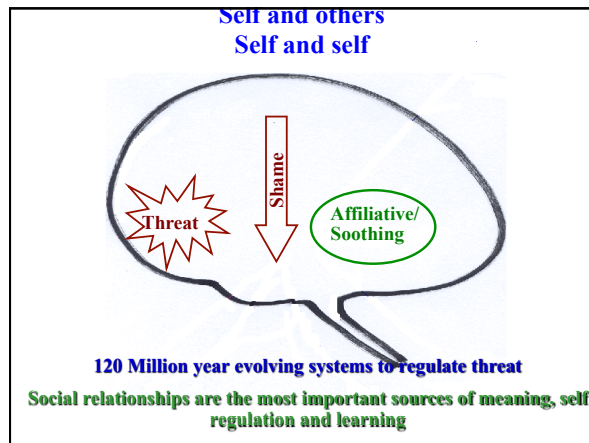 Self and others
Self and self
Shame
Threat
Affiliative/
Soothing
120 Million year evolving systems to regulate threat
Social relationships are the most important sources of meaning, self
regulation and learning